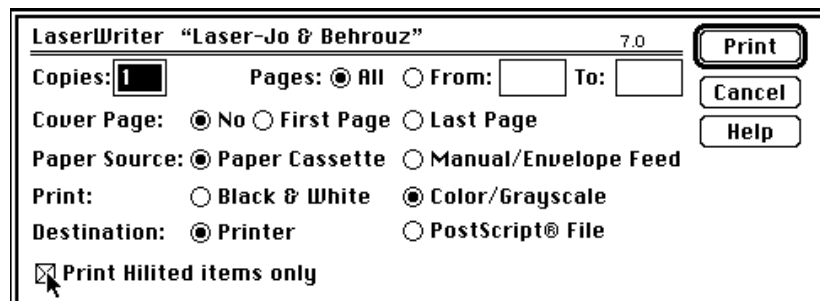 LaserWriter “Laser-Jo & Behrouz” 7.0 Print
Copies: 1 Pages: All From: To:
Cancel
Cover Page: No First Page Last Page
Help
Paper Source: Paper Cassette Manual/Envelope Feed
Print: Black & White Color/Grayscale
Destination: Printer PostScript® File
Print Hilited items only